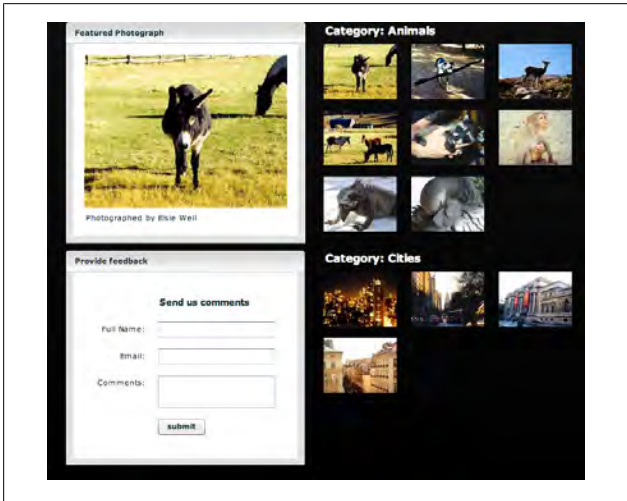 Featured Photograph
Photographed by Elsie Weil
Provide feedback
Send us comments
Full Name:
Email:
Comments:
submit
Category: Animals
Category: Cities